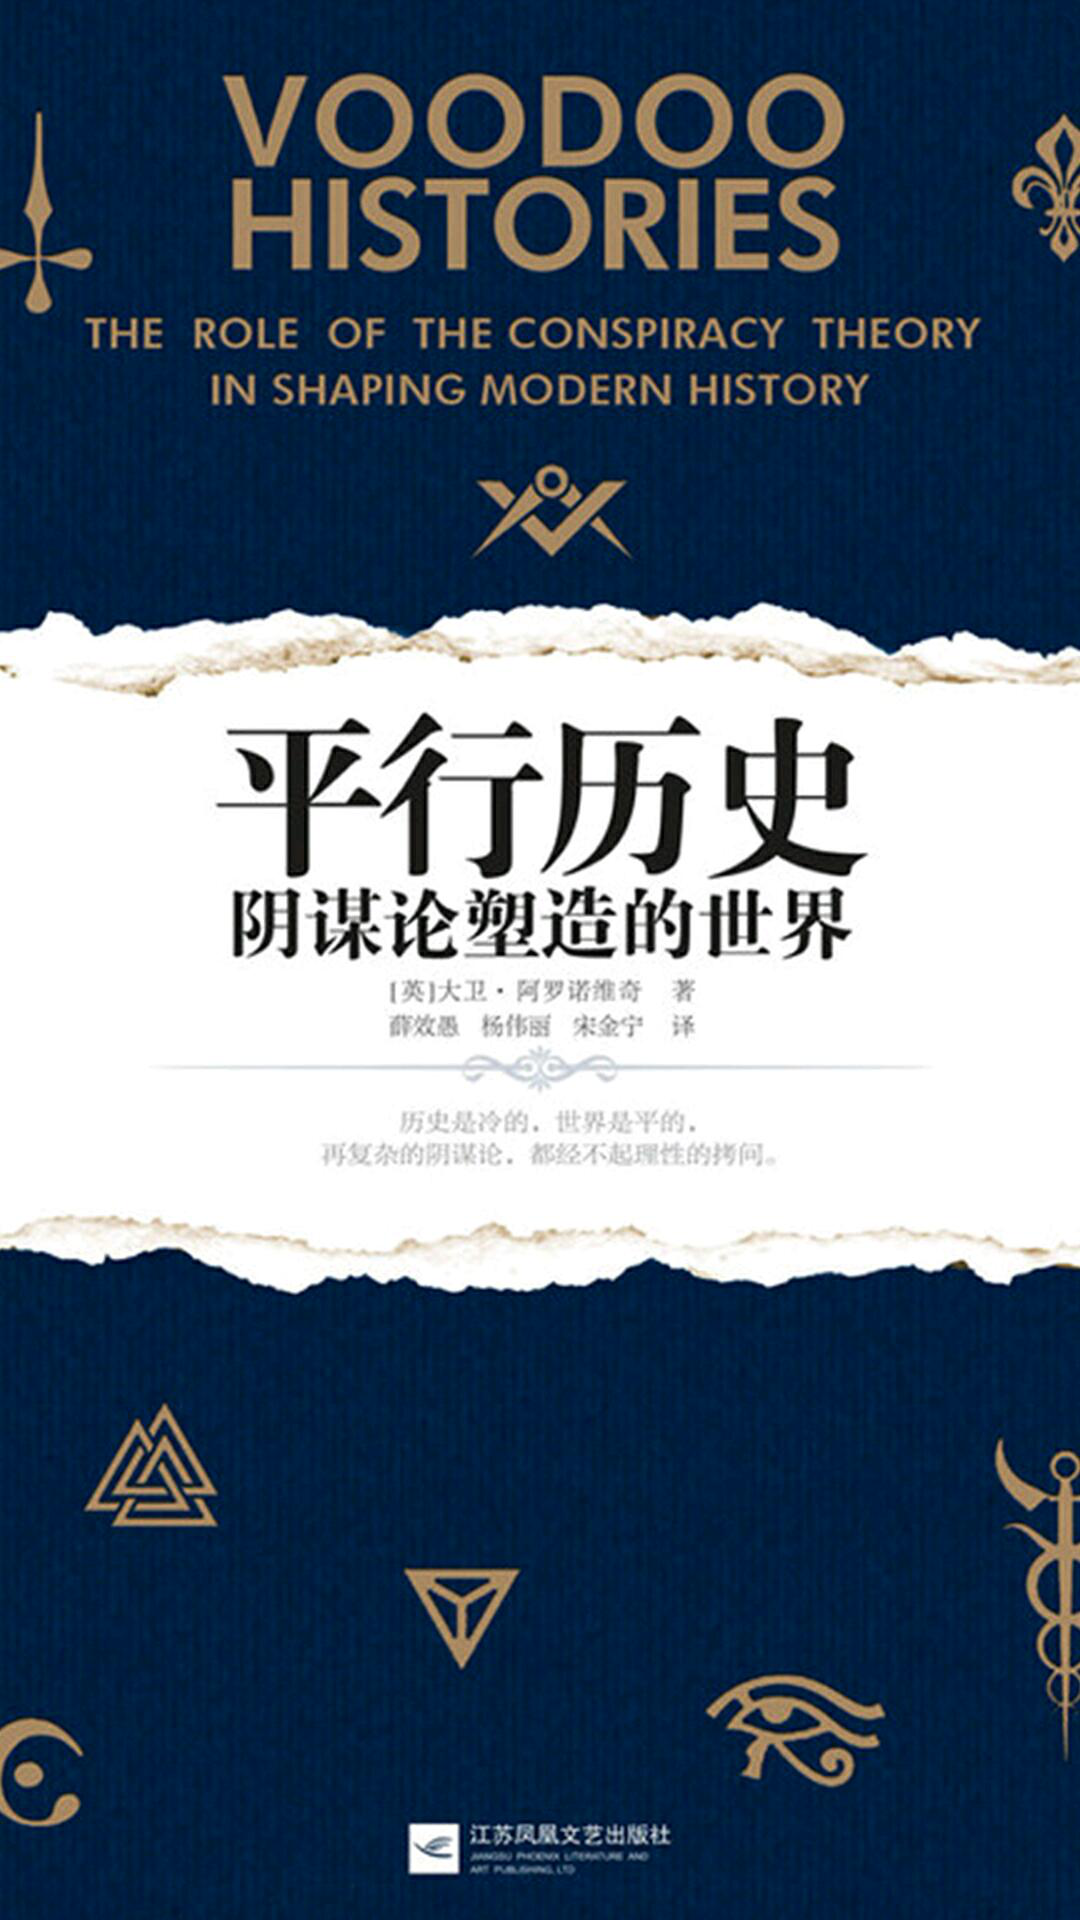 VOODOO
HISTORIES
THE ROLE OF THE CONSPIRACY THEORY
IN SHAPING MODERN HISTORY
平行历史
阴谋论塑造的世界
[英]大卫·阿罗诺维奇 著
薛效愚 杨伟丽 宋金宁 译
历史是冷的，世界是平的，
再复杂的阴谋论，都经不起理性的拷问。
江苏凤凰文艺出版社
JIANGSU PHOENIX LITERATURE AND
ART PUBLISHING, LTD